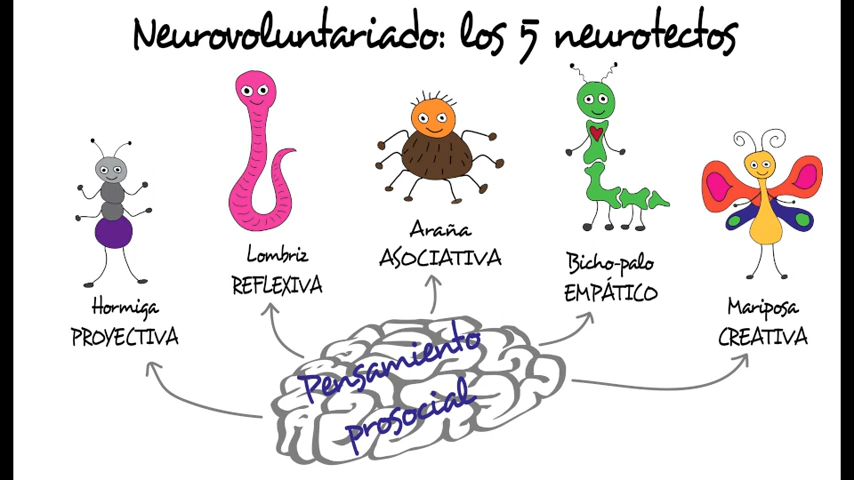 Neurovoluntariado: los 5 neurotectos
Hormiga
PROYECTIVA
Lombriz
REFLEXIVA
Araña
ASOCIATIVA
Bicho-palo
EMPÁTICO
Mariposa
CREATIVA
Pensamiento
prosocial